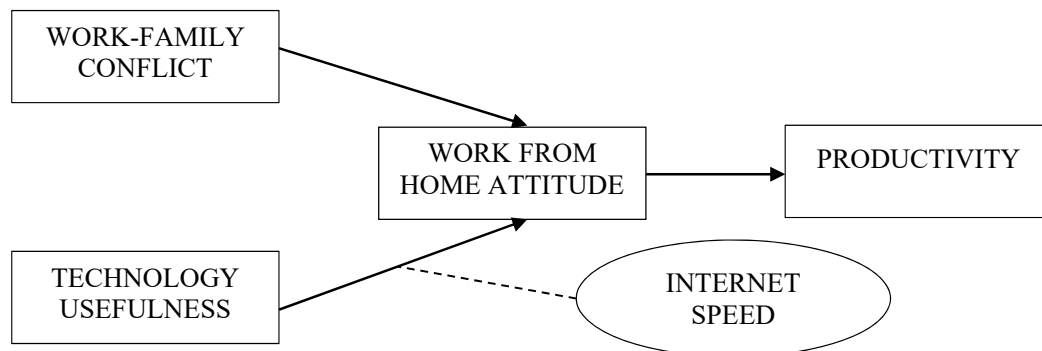 WORK-FAMILY
CONFLICT
WORK FROM
HOME ATTITUDE
PRODUCTIVITY
TECHNOLOGY
USEFULNESS
INTERNET
SPEED